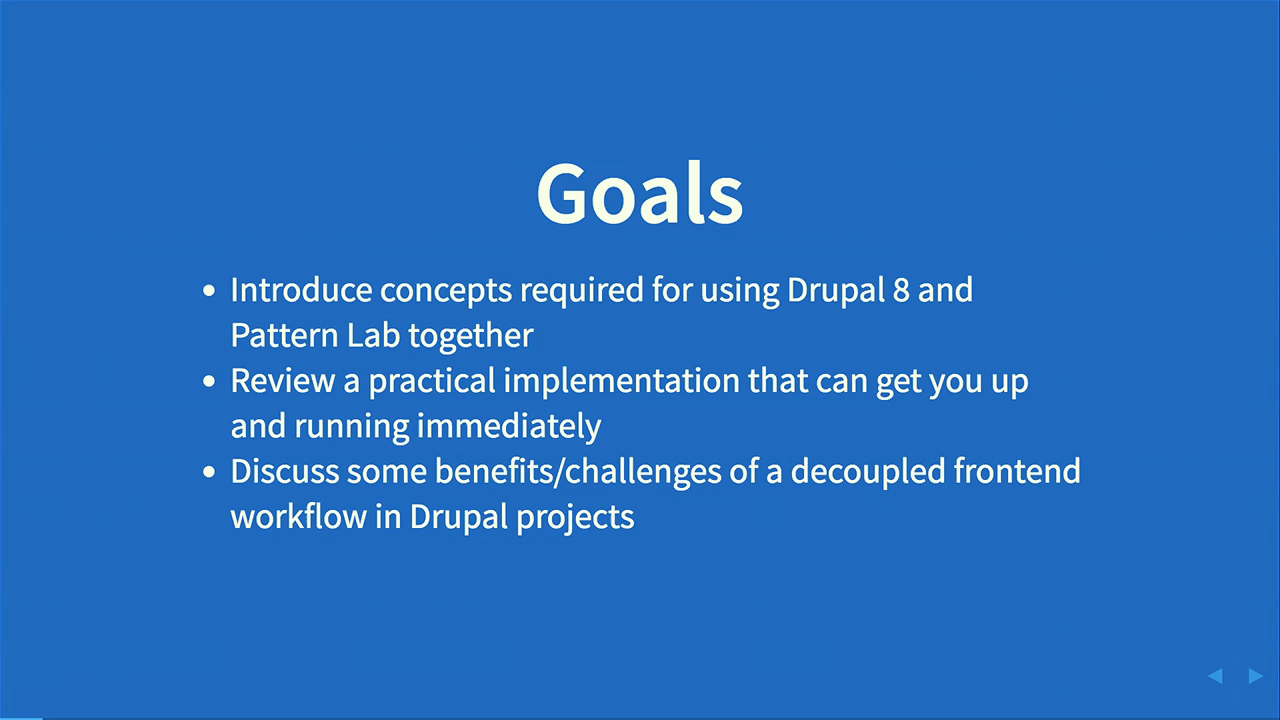 Goals
• Introduce concepts required for using Drupal 8 and
Pattern Lab together
• Review a practical implementation that can get you up
and running immediately
• Discuss some benefits/challenges of a decoupled frontend
workflow in Drupal projects